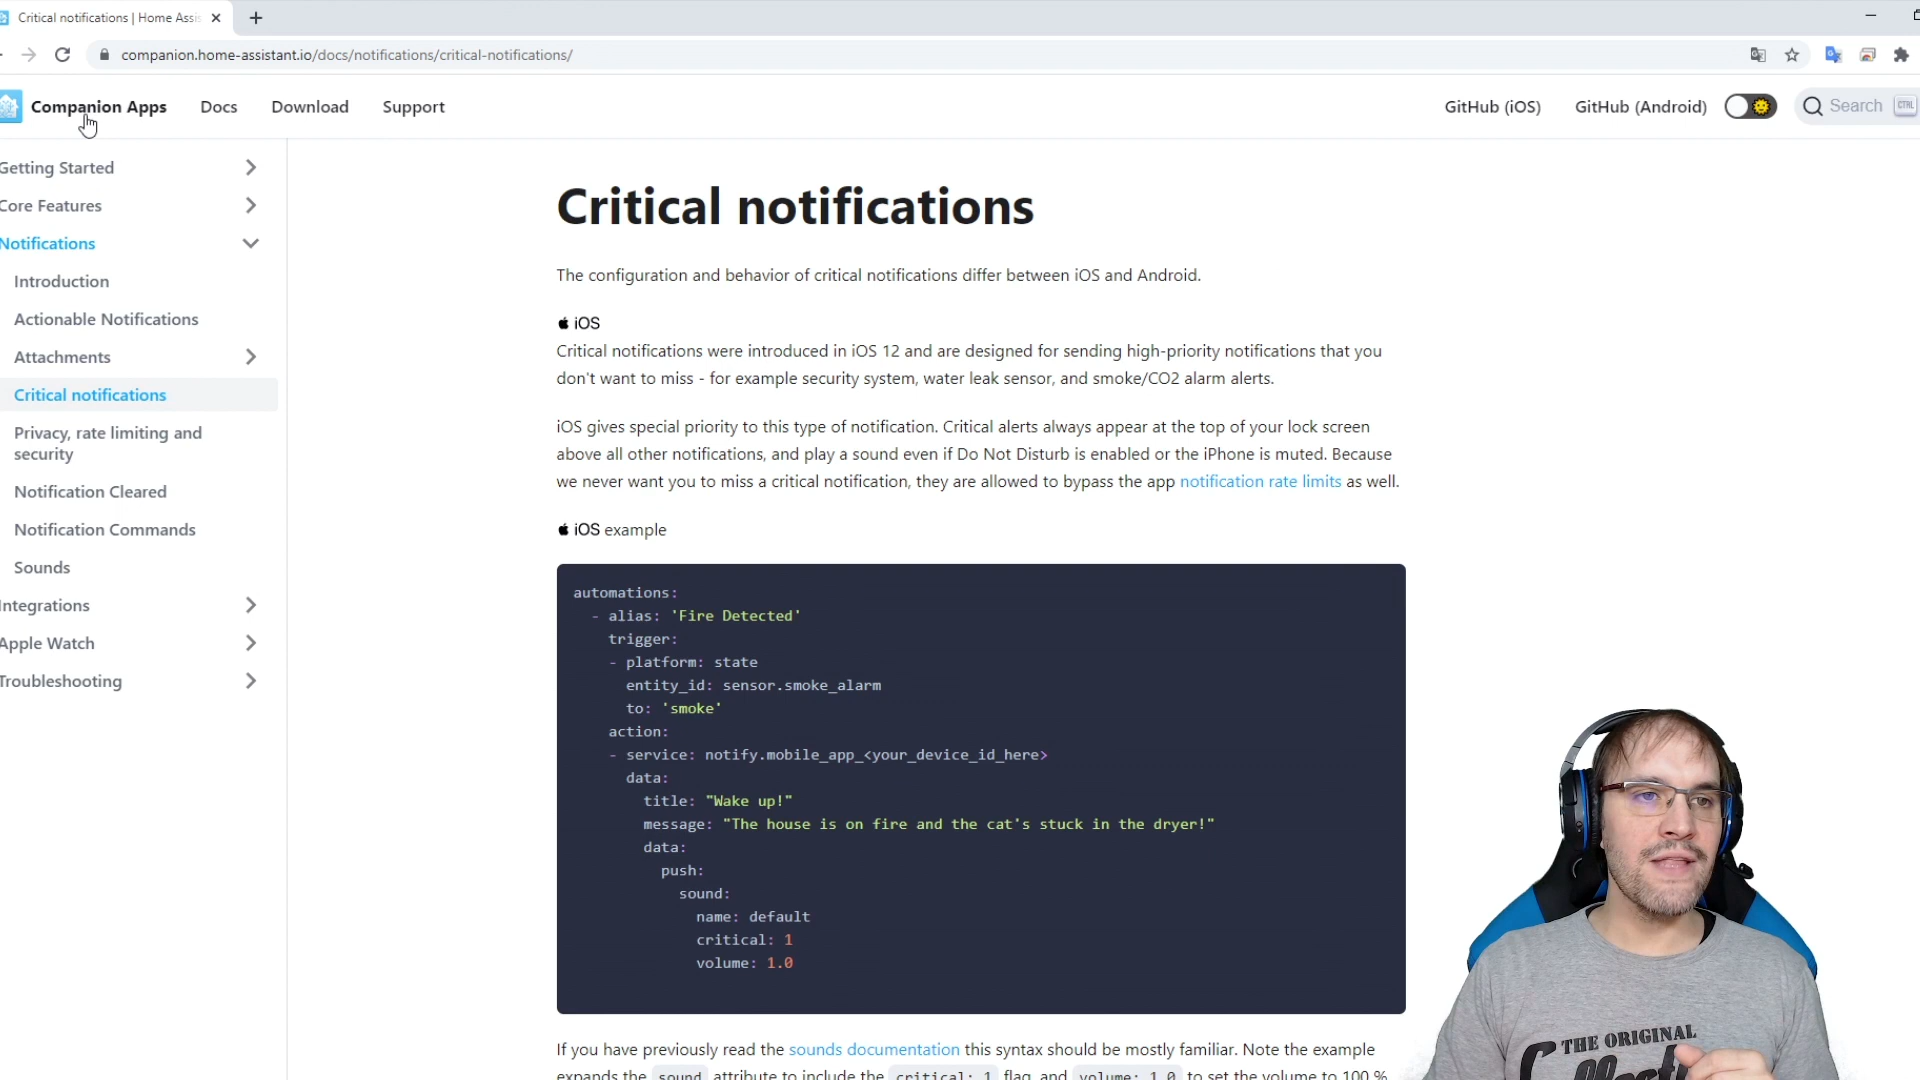 Critical notifications | Home Assis
companion.home-assistant.io/docs/notifications/critical-notifications/
Companion Apps Docs Download Support GitHub (iOS) GitHub (Android) Search CTRL
Getting Started
Core Features
Notifications
Introduction
Actionable Notifications
Attachments
Critical notifications
Privacy, rate limiting and
security
Notification Cleared
Notification Commands
Sounds
Integrations
Apple Watch
Troubleshooting
Critical notifications
The configuration and behavior of critical notifications differ between iOS and Android.
iOS
Critical notifications were introduced in iOS 12 and are designed for sending high-priority notifications that you
don't want to miss - for example security system, water leak sensor, and smoke/CO2 alarm alerts.
iOS gives special priority to this type of notification. Critical alerts always appear at the top of your lock screen
above all other notifications, and play a sound even if Do Not Disturb is enabled or the iPhone is muted. Because
we never want you to miss a critical notification, they are allowed to bypass the app notification rate limits as well.
iOS example
automations:
- alias: 'Fire Detected'
trigger:
- platform: state
entity_id: sensor.smoke_alarm
to: 'smoke'
action:
- service: notify.mobile_app_<your_device_id_here>
data:
title: "Wake up!"
message: "The house is on fire and the cat's stuck in the dryer!"
data:
push:
sound:
name: default
critical: 1
volume: 1.0
If you have previously read the sounds documentation this syntax should be mostly familiar. Note the example
expands the sound attribute to include the critical: 1 flag, and volume: 1.0 to set the volume to 100 %
THE ORIGINAL